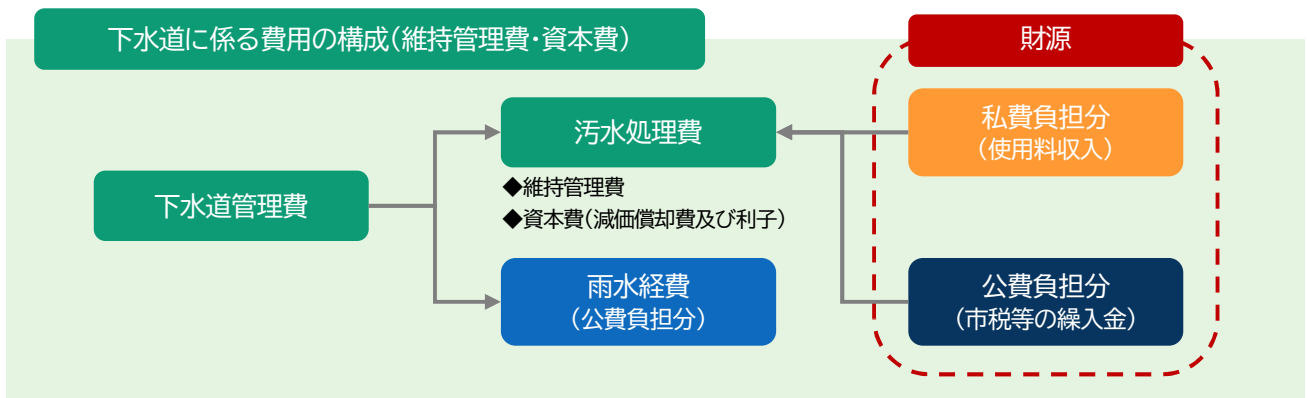 下水道に係る費用の構成(維持管理費・資本費)
財源
下水道管理費
汚水処理費
◆維持管理費
◆資本費(減価償却費及び利子)
雨水経費
(公費負担分)
私費負担分
(使用料収入)
公費負担分
(市税等の繰入金)